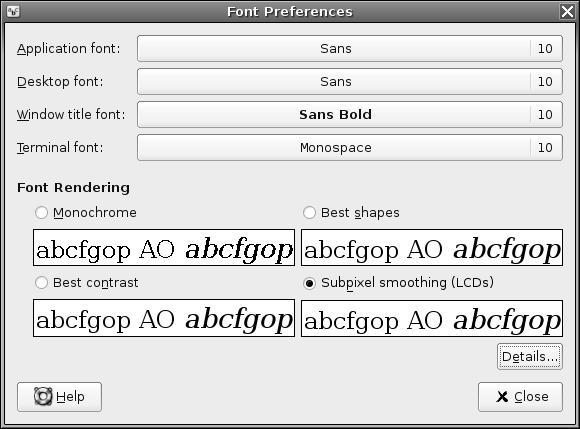 Font Preferences
Application font: Sans 10
Desktop font: Sans 10
Window title font: Sans Bold 10
Terminal font: Monospace 10
Font Rendering
Monochrome
Best shapes
abcfgop AO abcfgop
abcfgop AO abcfgop
Best contrast
Subpixel smoothing (LCDs)
abcfgop AO abcfgop
abcfgop AO abcfgop
Details...
Help
Close